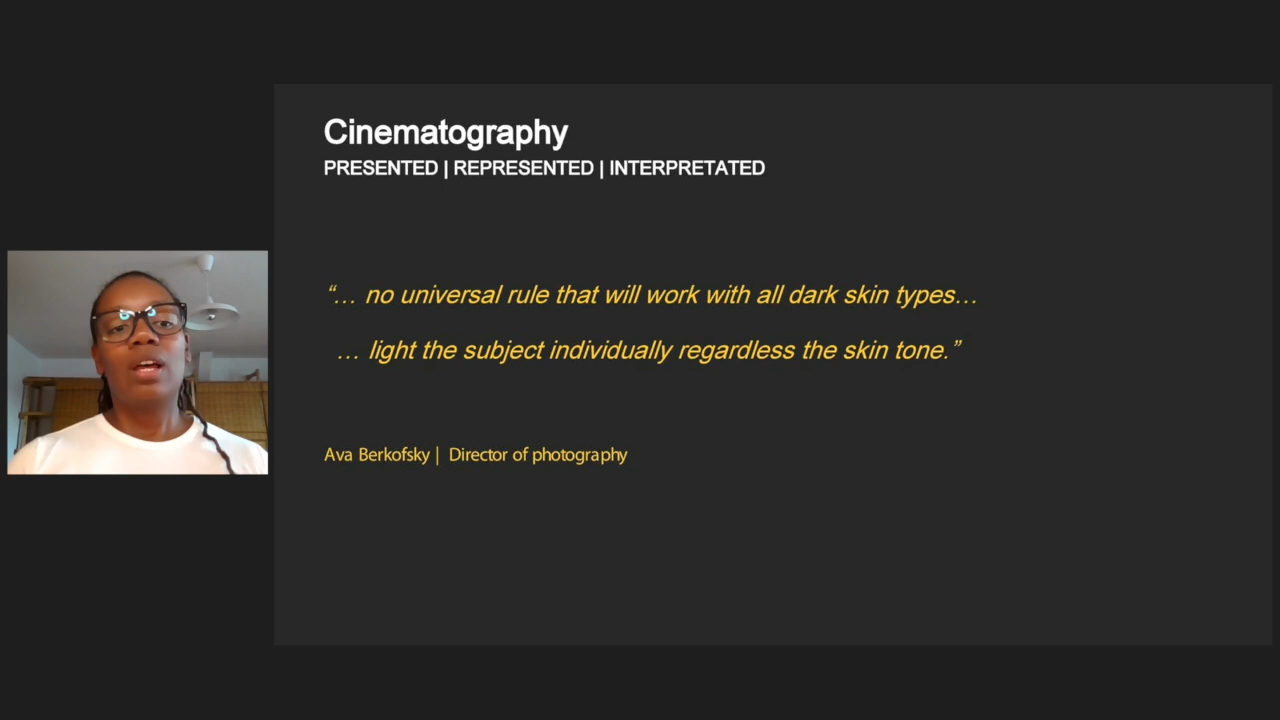 Cinematography
PRESENTED | REPRESENTED | INTERPRETATED
“… no universal rule that will work with all dark skin types…
… light the subject individually regardless the skin tone.”
Ava Berkofsky | Director of photography